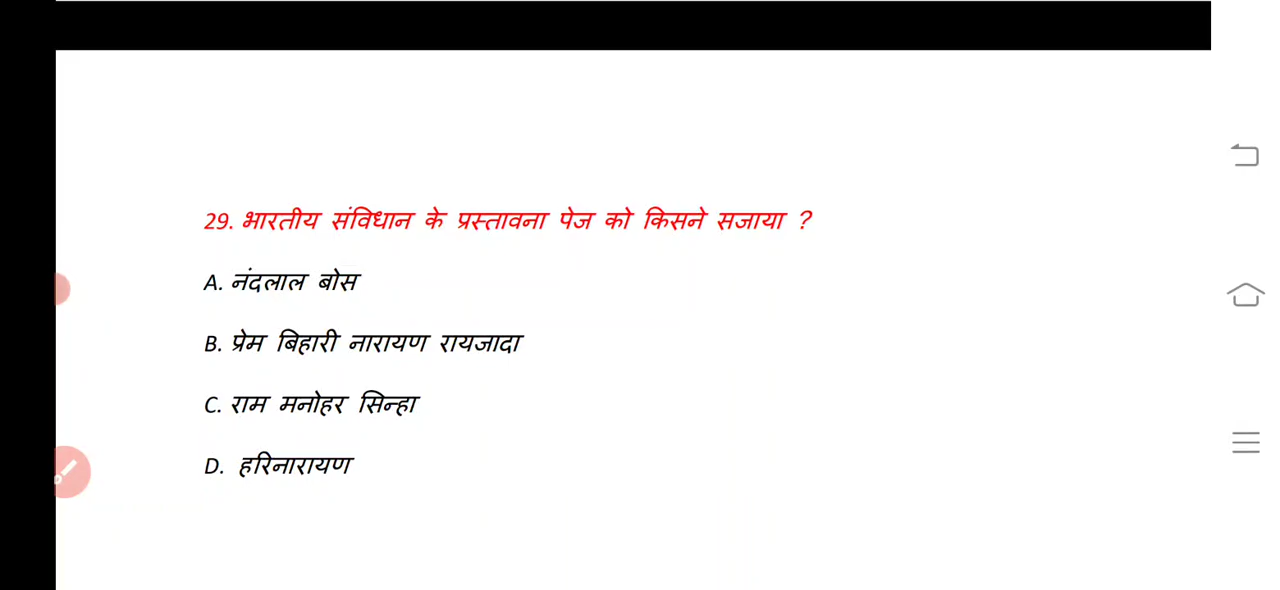 29. भारतीय संविधान के प्रस्तावना पेज को किसने सजाया ?
A. नंदलाल बोस
B. प्रेम बिहारी नारायण रायजादा
C. राम मनोहर सिन्हा
D. हरिनारायण